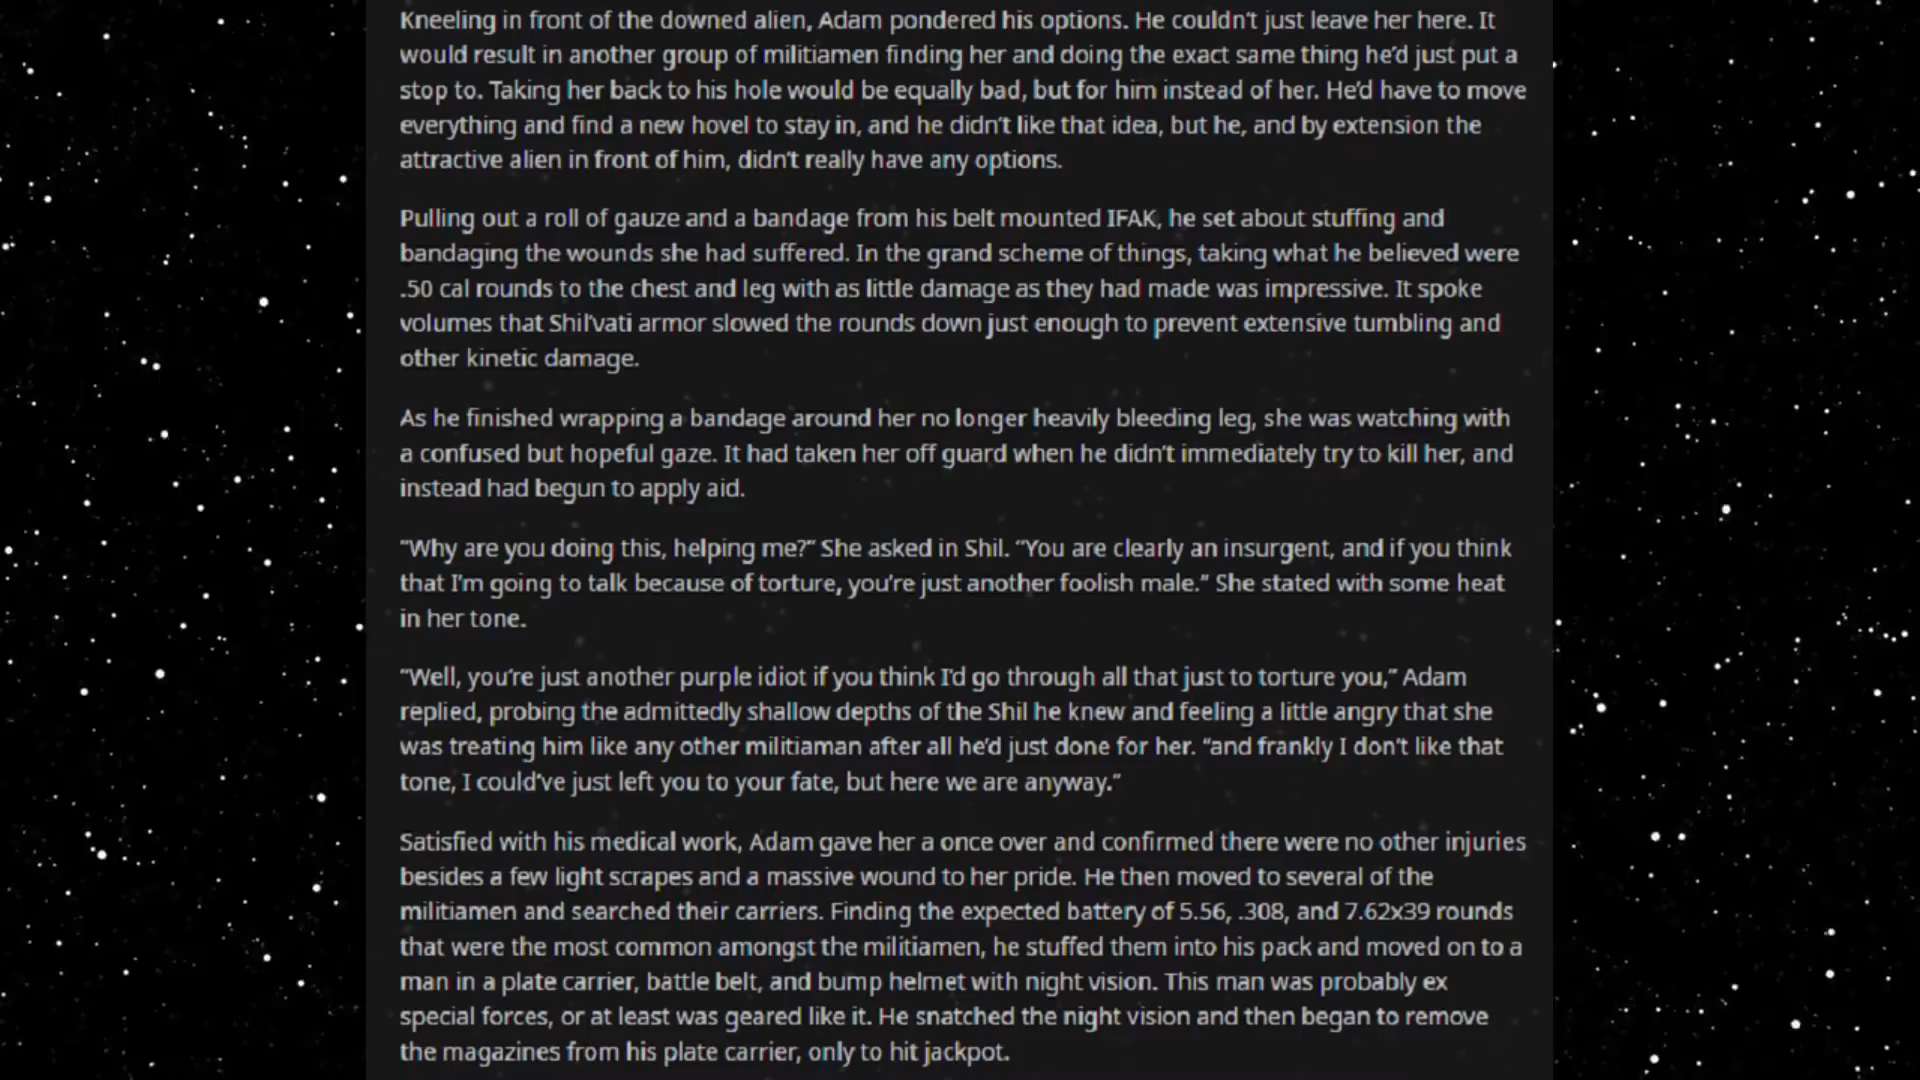 Kneeling in front of the downed alien, Adam pondered his options. He couldn’t just leave her here. It
would result in another group of militiamen finding her and doing the exact same thing he’d just put a
stop to. Taking her back to his hole would be equally bad, but for him instead of her. He’d have to move
everything and find a new hovel to stay in, and he didn’t like that idea, but he, and by extension the
attractive alien in front of him, didn’t really have any options.
Pulling out a roll of gauze and a bandage from his belt mounted IFAK, he set about stuffing and
bandaging the wounds she had suffered. In the grand scheme of things, taking what he believed were
.50 cal rounds to the chest and leg with as little damage as they had made was impressive. It spoke
volumes that Shil’vati armor slowed the rounds down just enough to prevent extensive tumbling and
other kinetic damage.
As he finished wrapping a bandage around her no longer heavily bleeding leg, she was watching with
a confused but hopeful gaze. It had taken her off guard when he didn’t immediately try to kill her, and
instead had begun to apply aid.
“Why are you doing this, helping me?” She asked in Shil. “You are clearly an insurgent, and if you think
that I’m going to talk because of torture, you’re just another foolish male.” She stated with some heat
in her tone.
“Well, you’re just another purple idiot if you think I’d go through all that just to torture you,” Adam
replied, probing the admittedly shallow depths of the Shil he knew and feeling a little angry that she
was treating him like any other militiaman after all he’d just done for her. “and frankly I don’t like that
tone, I could’ve just left you to your fate, but here we are anyway.”
Satisfied with his medical work, Adam gave her a once over and confirmed there were no other injuries
besides a few light scrapes and a massive wound to her pride. He then moved to several of the
militiamen and searched their carriers. Finding the expected battery of 5.56, .308, and 7.62x39 rounds
that were the most common amongst the militiamen, he stuffed them into his pack and moved on to a
man in a plate carrier, battle belt, and bump helmet with night vision. This man was probably ex
special forces, or at least was geared like it. He snatched the night vision and then began to remove
the magazines from his plate carrier, only to hit jackpot.